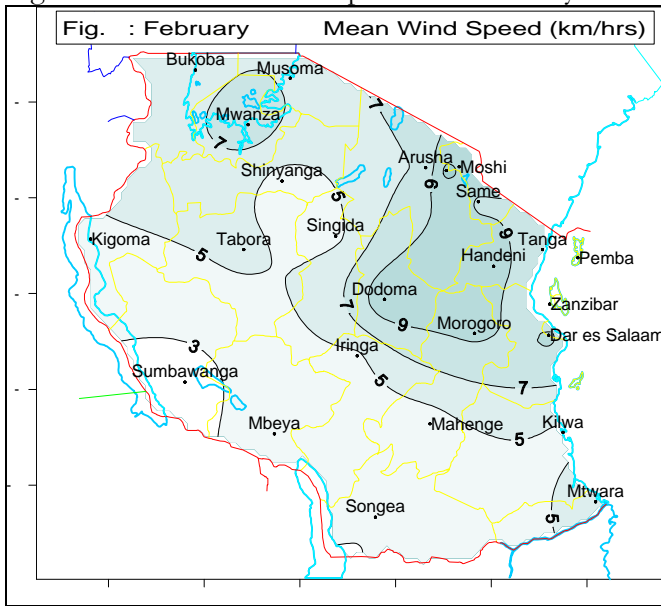 Fig. : February Mean Wind Speed (km/hrs)
Bukoba
Musoma
Mwanza
7
7
Arusha
Moshi
Shinyanga
5
9
Same
9
Kigoma
5
Tabora
Singida
Tanga
Handeni
Pemba
Dodoma
7
9
Zanzibar
Morogoro
Dar es Salaam
3
Iringa
Sumbawanga
5
7
Mbeya
Mahenge
5
Kilwa
Songea
5
Mtwara